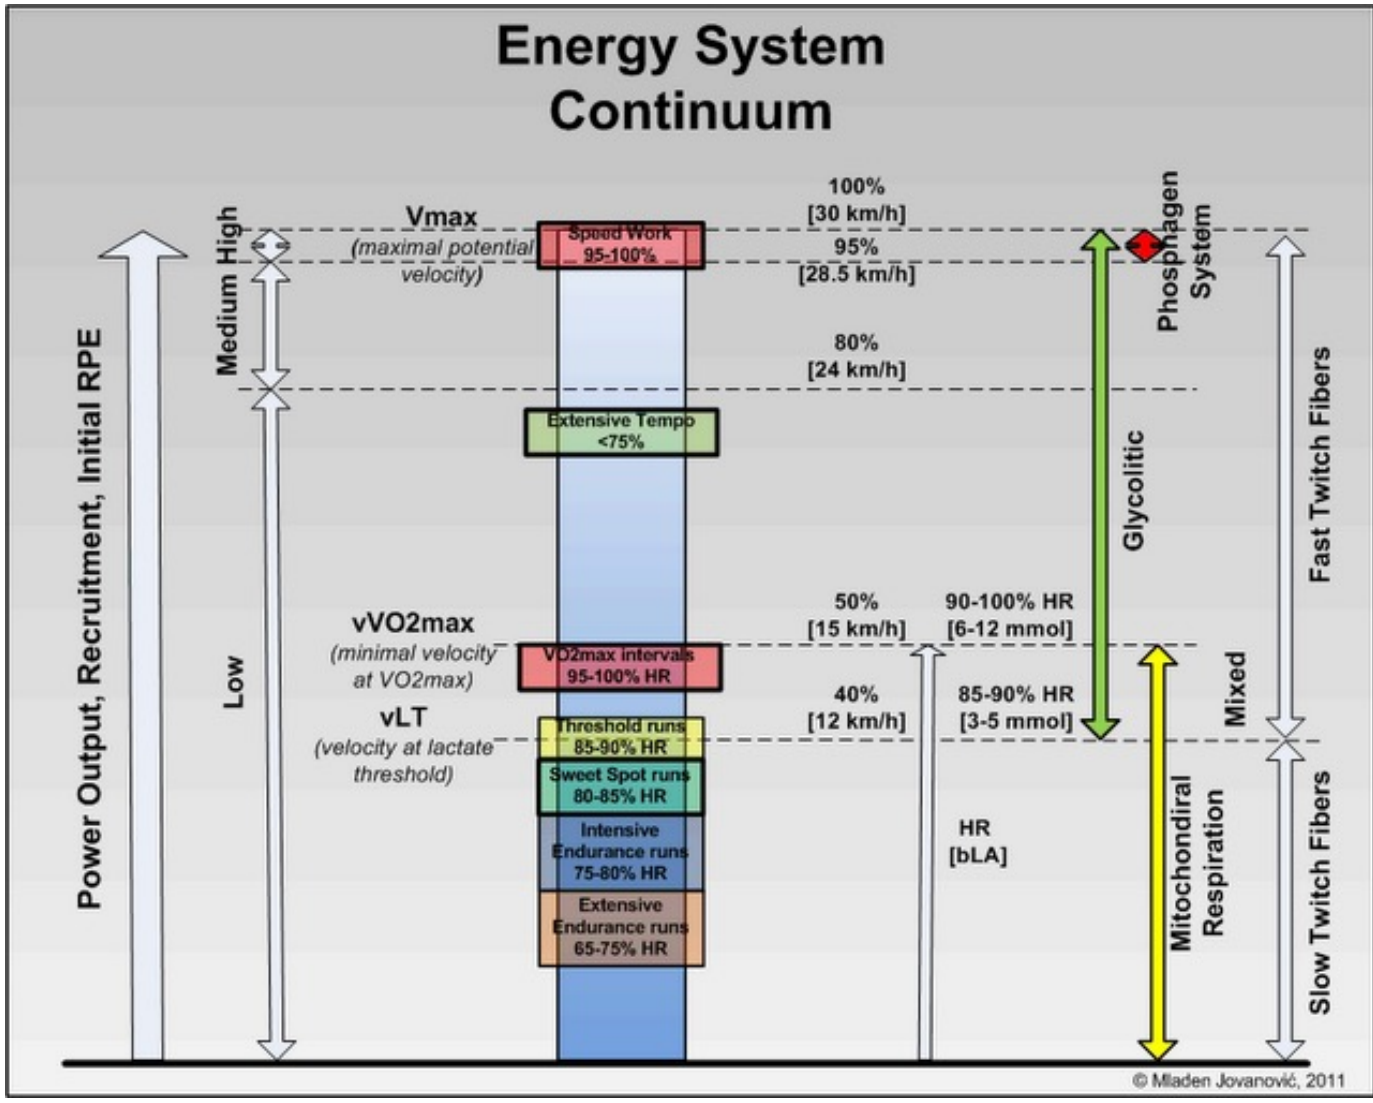 Energy System
Continuum
Power Output, Recruitment, Initial RPE
High
Medium
Low
Vmax
(maximal potential
velocity)
vVO2max
(minimal velocity
at VO2max)
vLT
(velocity at lactate
threshold)
Speed Work
95-100%
Extensive Tempo
<75%
VO2max intervals
95-100% HR
Threshold runs
85-90% HR
Sweet Spot runs
80-85% HR
Intensive
Endurance runs
75-80% HR
Extensive
Endurance runs
65-75% HR
100%
[30 km/h]
95%
[28.5 km/h]
80%
[24 km/h]
50%
[15 km/h]
40%
[12 km/h]
90-100% HR
[6-12 mmol]
85-90% HR
[3-5 mmol]
HR
[bLA]
Phosphagen
System
Glycolitic
Mixed
Mitochondiral
Respiration
Fast Twitch Fibers
Slow Twitch Fibers
© Mladen Jovanović, 2011